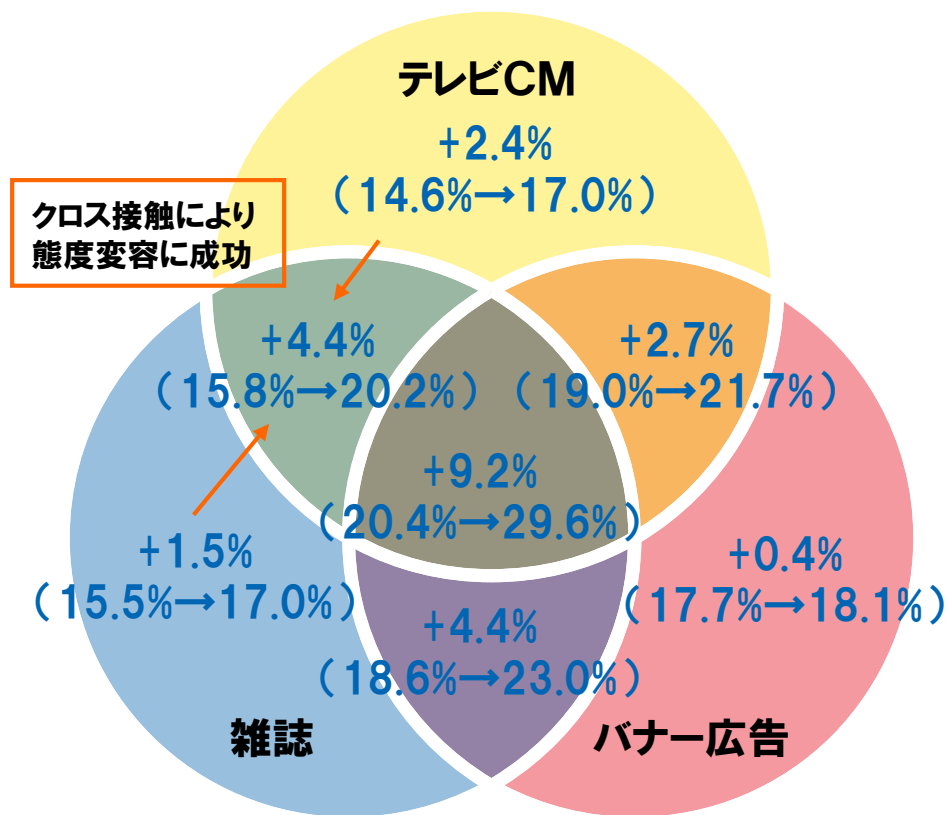 テレビCM
+2.4%
(14.6%→17.0%)
クロス接触により
態度変容に成功
+4.4%
(15.8%→20.2%)
+2.7%
(19.0%→21.7%)
+9.2%
(20.4%→29.6%)
+1.5%
(15.5%→17.0%)
+0.4%
(17.7%→18.1%)
+4.4%
(18.6%→23.0%)
雑誌
バナー広告